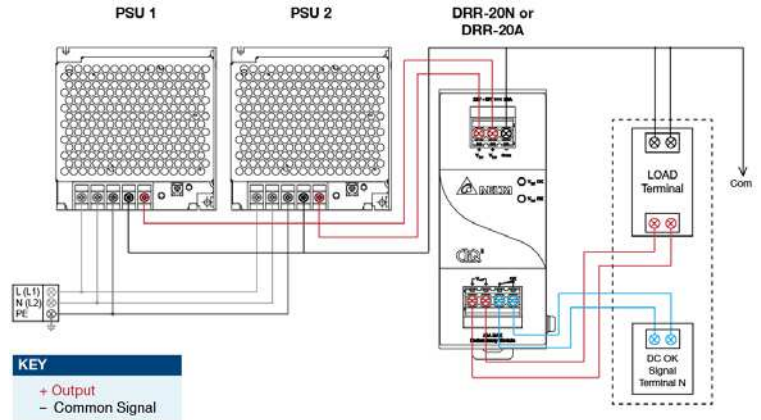 PSU 1
PSU 2
DRR-20N or
DRR-20A
LOAD
Terminal
Com
L (L1)
N (L2)
PE
DC OK
Signal
Terminal N
KEY
+ Output
– Common Signal